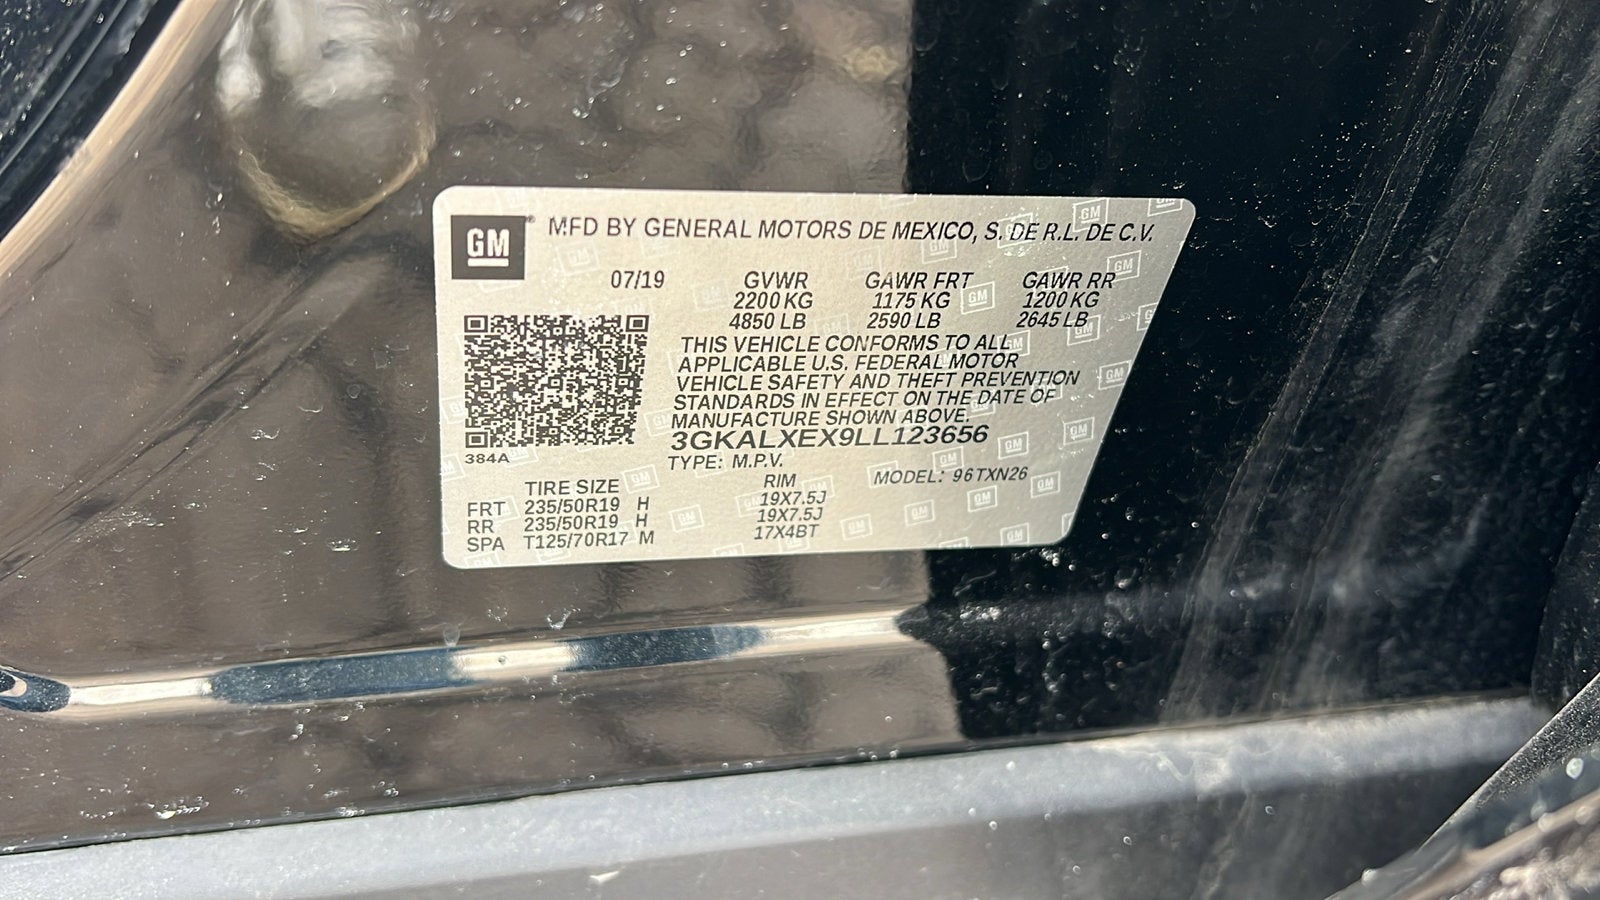 GM® MFD BY GENERAL MOTORS DE MEXICO, S. DE R.L. DE C.V.
07/19 GVWR GAWR FRT GAWR RR
2200 KG 1175 KG 1200 KG
4850 LB 2590 LB 2645 LB
THIS VEHICLE CONFORMS TO ALL
APPLICABLE U.S. FEDERAL MOTOR
VEHICLE SAFETY AND THEFT PREVENTION
STANDARDS IN EFFECT ON THE DATE OF
MANUFACTURE SHOWN ABOVE.
3GKALXEX9LL123656
384A
TYPE: M.P.V. MODEL: 96TXN26
TIRE SIZE RIM
FRT 235/50R19 H 19X7.5J
RR 235/50R19 H 19X7.5J
SPA T125/70R17 M 17X4BT